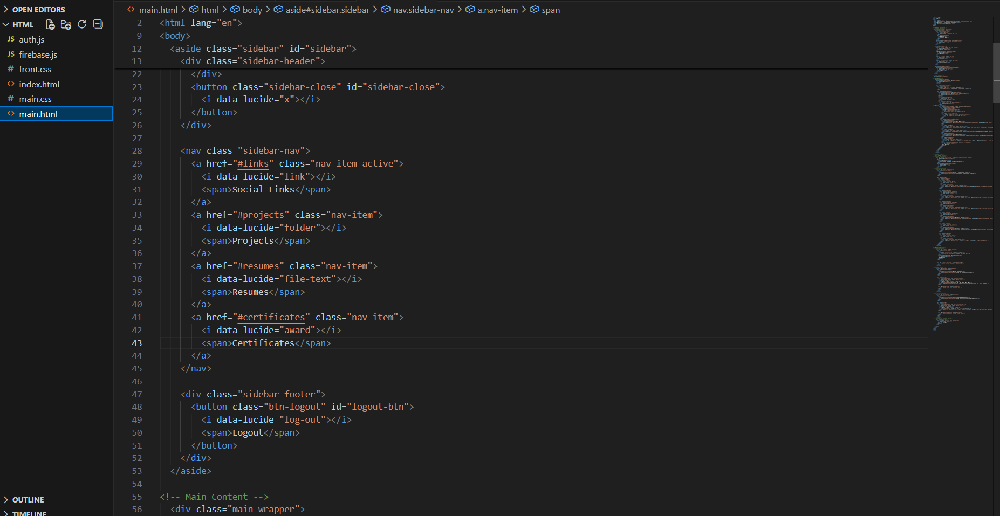 OPEN EDITORS
HTML
JS auth.js
JS firebase.js
# front.css
<> index.html
# main.css
<> main.html
OUTLINE
TIMELINE
<> main.html > html > body > aside#sidebar.sidebar > nav.sidebar-nav > a.nav-item > span
2 <html lang="en">
9 <body>
12 <aside class="sidebar" id="sidebar">
13 <div class="sidebar-header">
22 </div>
23 <button class="sidebar-close" id="sidebar-close">
24 <i data-lucide="x"></i>
25 </button>
26 </div>
27
28 <nav class="sidebar-nav">
29 <a href="#links" class="nav-item active">
30 <i data-lucide="link"></i>
31 <span>Social Links</span>
32 </a>
33 <a href="#projects" class="nav-item">
34 <i data-lucide="folder"></i>
35 <span>Projects</span>
36 </a>
37 <a href="#resumes" class="nav-item">
38 <i data-lucide="file-text"></i>
39 <span>Resumes</span>
40 </a>
41 <a href="#certificates" class="nav-item">
42 <i data-lucide="award"></i>
43 <span>Certificates</span>
44 </a>
45 </nav>
46
47 <div class="sidebar-footer">
48 <button class="btn-logout" id="logout-btn">
49 <i data-lucide="log-out"></i>
50 <span>Logout</span>
51 </button>
52 </div>
53 </aside>
54
55 <!-- Main Content -->
56 <div class="main-wrapper">